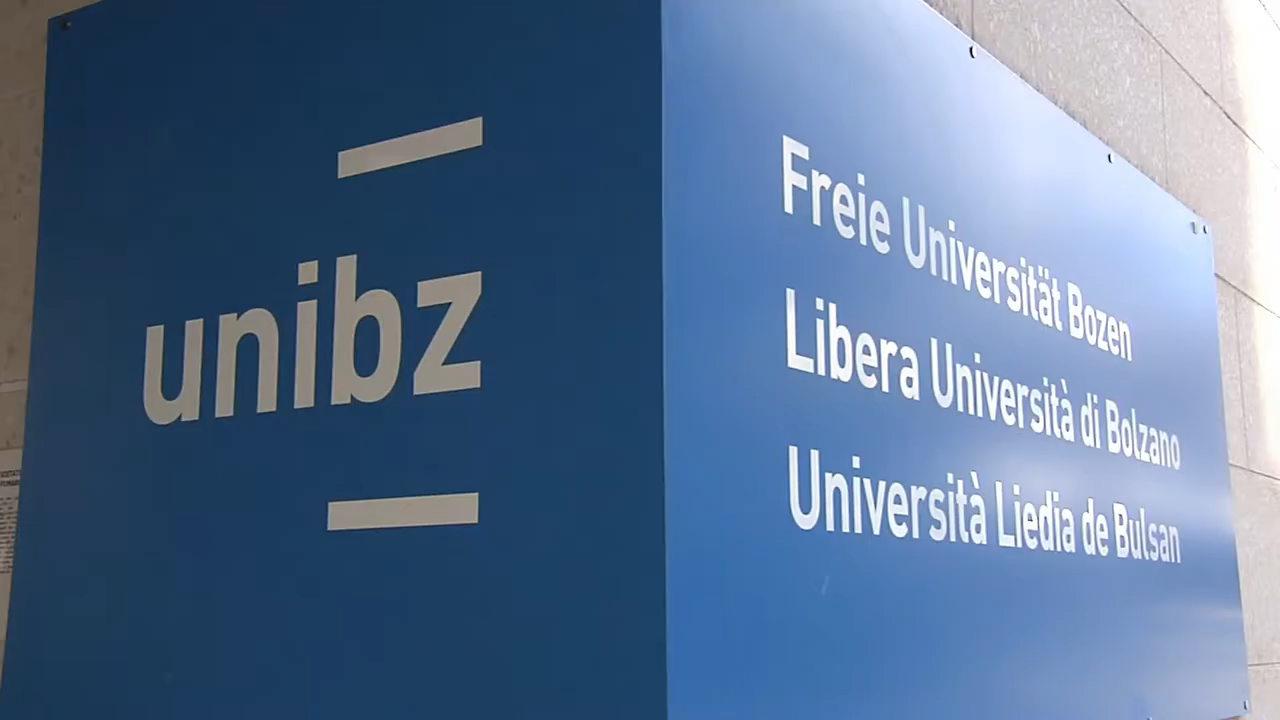 unibz
Freie Universität Bozen
Libera Università di Bolzano
Università Liedia de Bulsan